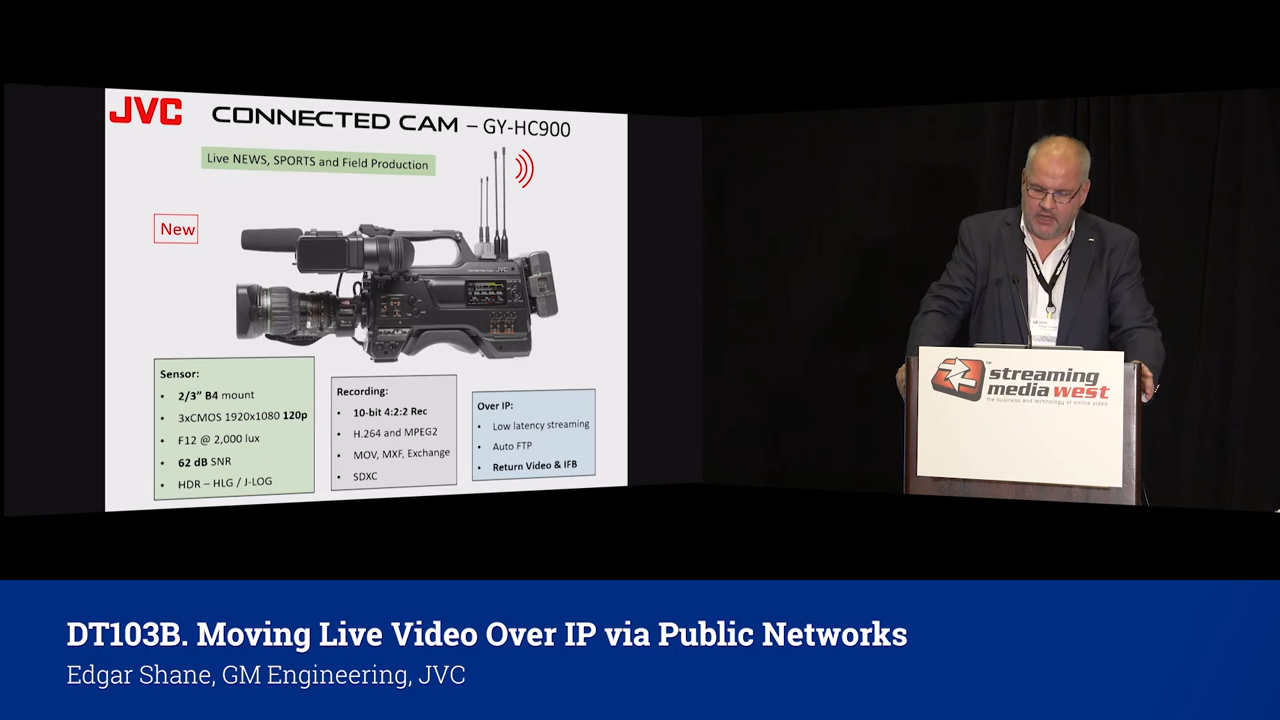 JVC CONNECTED CAM – GY-HC900
Live NEWS, SPORTS and Field Production
New
JVC
Sensor:
• 2/3” B4 mount
• 3xCMOS 1920x1080 120p
• F12 @ 2,000 lux
• 62 dB SNR
• HDR – HLG / J-LOG
Recording:
• 10-bit 4:2:2 Rec
• H.264 and MPEG2
• MOV, MXF, Exchange
• SDXC
Over IP:
• Low latency streaming
• Auto FTP
• Return Video & IFB
streaming
media west
the business and technology of online video
DT103B. Moving Live Video Over IP via Public Networks
Edgar Shane, GM Engineering, JVC